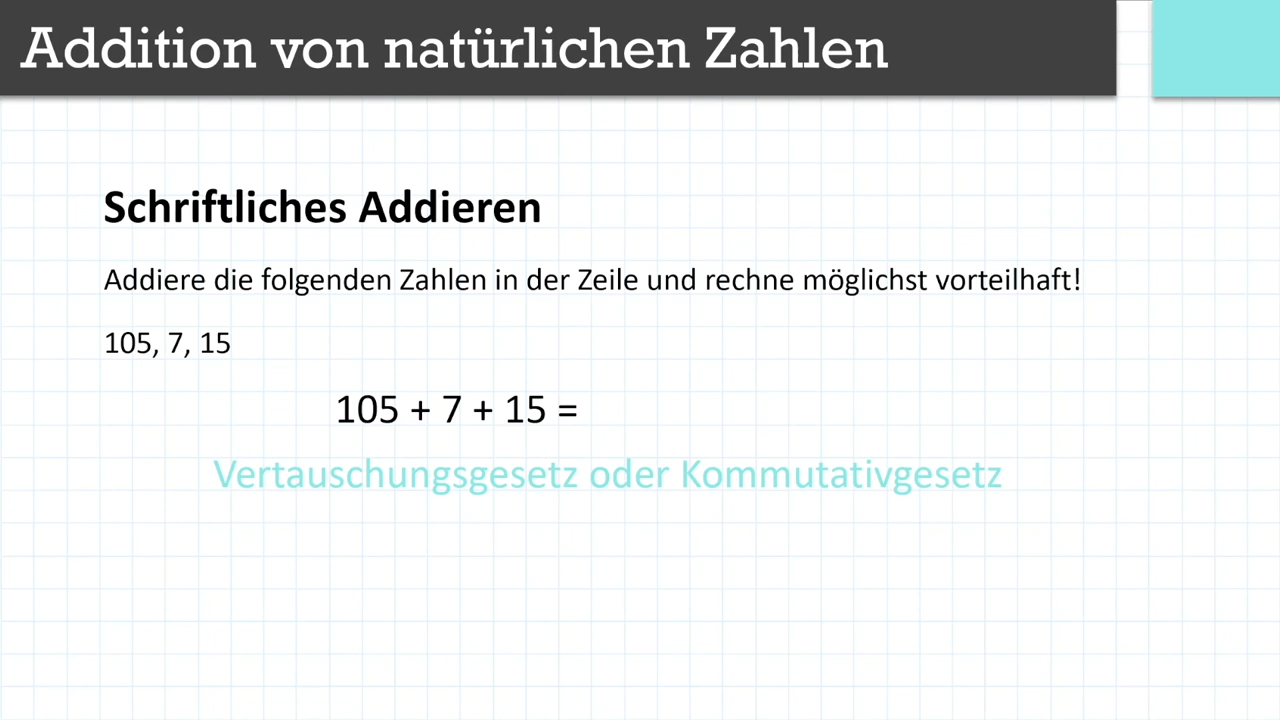 Addition von natürlichen Zahlen
Schriftliches Addieren
Addiere die folgenden Zahlen in der Zeile und rechne möglichst vorteilhaft!
105, 7, 15
105 + 7 + 15 =
Vertauschungsgesetz oder Kommutativgesetz